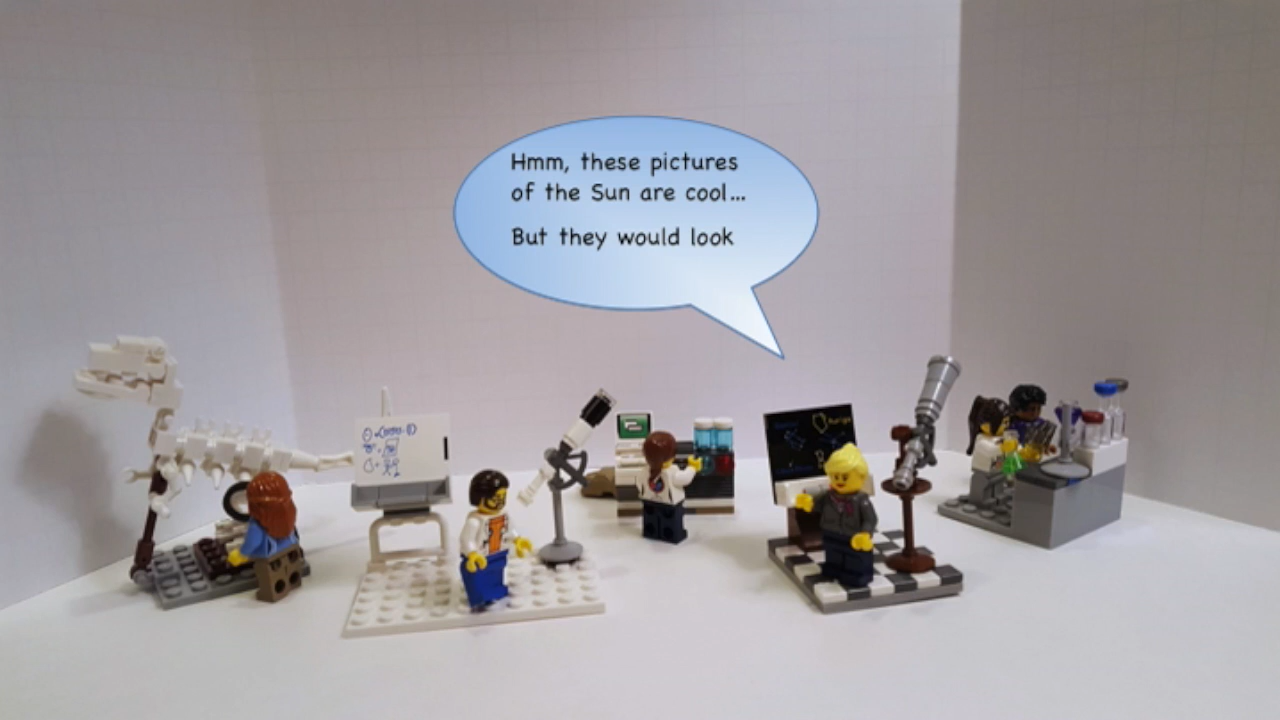 Hmm, these pictures
of the Sun are cool...
But they would look